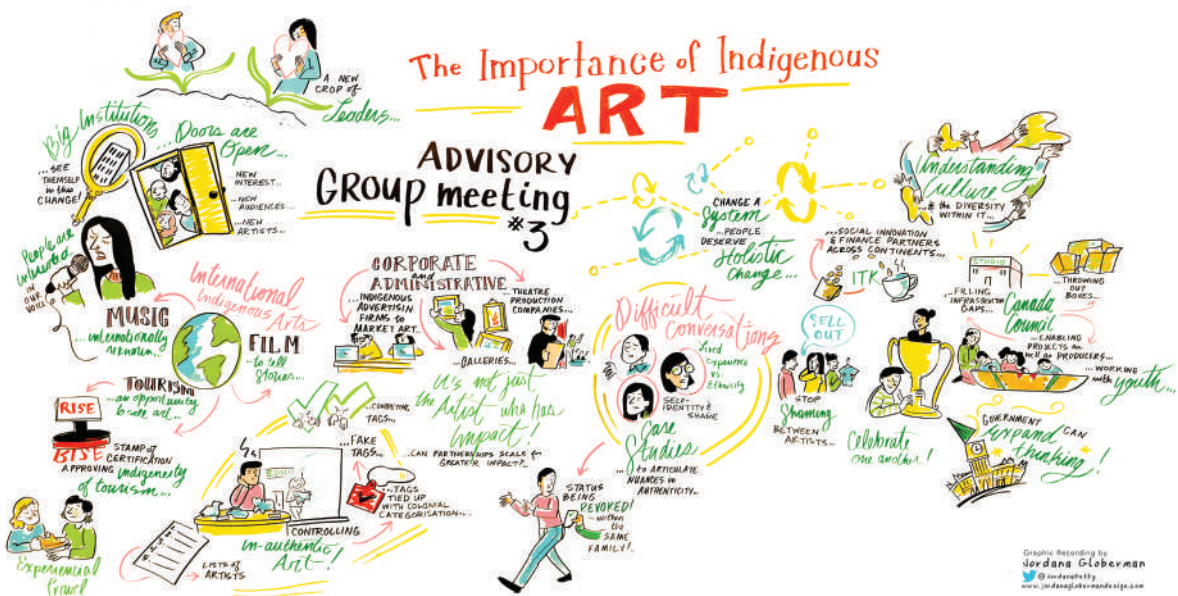 The Importance of Indigenous
ART
ADVISORY
GROUP meeting
#3
A NEW
CROP of
Leaders...
Big Institutions
...SEE
THEMSELF
in this
CHANGE!
Doors are
Open...
NEW
INTEREST...
...NEW
AUDIENCES...
...NEW
ARTISTS...
People are
interested
IN
OUR
VOICE
MUSIC
...internationally
known...
International
Indigenous Arts
FILM
...to tell
Stories...
TOURISM
...an opportunity
to sell art...
RISE
RISE
STAMP of
CERTIFICATION
APPROVING indigeneity
of tourism...
Experiential
Travel
LISTS of
ARTISTS
CONTROLLING
in-authentic
Art!
...COMPETING
TAGS...
...FAKE
TAGS...
...TAGS
TIED UP
WITH COLONIAL
CATEGORISATION...
CORPORATE
and
ADMINISTRATIVE
...INDIGENOUS
ADVERTISIN
FIRMS to
MARKET ART...
...THEATRE
PRODUCTION
COMPANIES...
...GALLERIES...
It's not just
the Artist who has
Impact!
...CAN PARTNERSHIPS SCALE for
GREATER IMPACT?...
CHANGE A
System
...PEOPLE
DESERVE
Holistic
Change...
Difficult
Conversations
Lived
Experience
vs.
Ethnicity
SELF-
IDENTITY &
SHAME
Case
Studies
...to ARTICULATE
NUANCES in
AUTHENTICITY...
STATUS
BEING
REVOKED!
...within
the
SAME
FAMILY!
Understanding
Culture...
...& the DIVERSITY
WITHIN IT...
...SOCIAL INNOVATION
& FINANCE PARTNERS
ACROSS CONTINENTS...
ITK
SELL
OUT
STOP
Shaming
BETWEEN
ARTISTS...
Celebrate
one another!
STUDIO
...FILLING
INFRASTRUCTUR
GAPS...
...THROWING
OUT
BOXES...
Canada
Council
...ENABLING
PROJECTS as
well as PRODUCERS...
...WORKING
with youth...
GOVERNMENT CAN
Expand
thinking!
Graphic Recording by
Jordana Globerman
www.jordanaglobermandesign.com